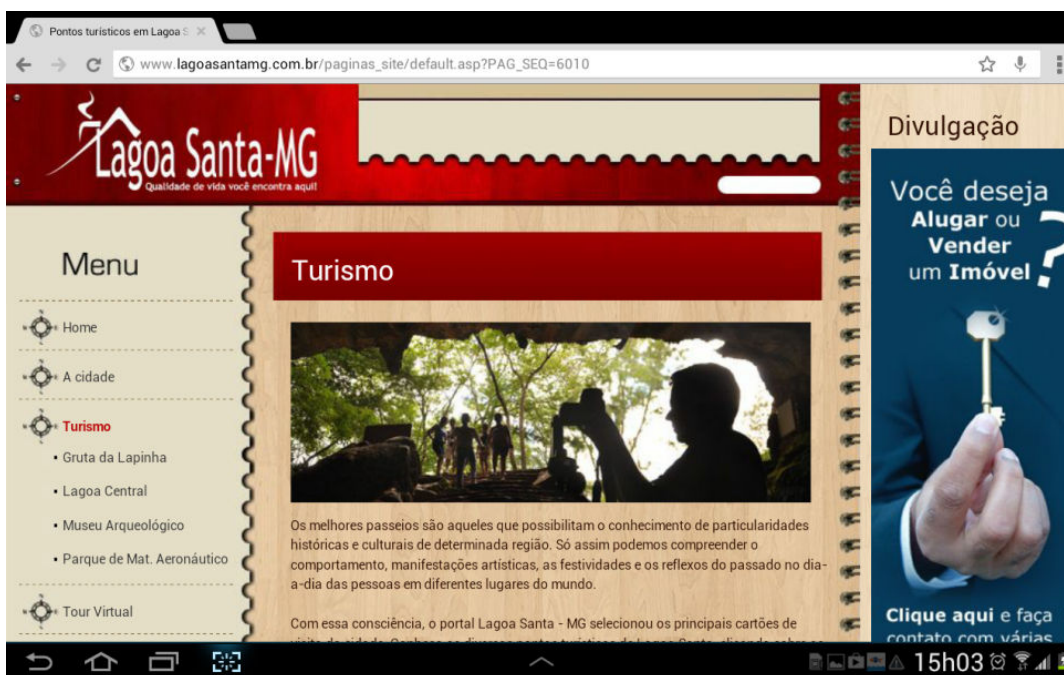 Pontos turísticos em Lagoa S
www.lagoasantamg.com.br/paginas_site/default.asp?PAG_SEQ=6010
Lagoa Santa-MG
Qualidade de vida você encontra aqui!
Menu
Home
A cidade
Turismo
Gruta da Lapinha
Lagoa Central
Museu Arqueológico
Parque de Mat. Aeronáutico
Tour Virtual
Turismo
Os melhores passeios são aqueles que possibilitam o conhecimento de particularidades
históricas e culturais de determinada região. Só assim podemos compreender o
comportamento, manifestações artísticas, as festividades e os reflexos do passado no dia-
a-dia das pessoas em diferentes lugares do mundo.
Com essa consciência, o portal Lagoa Santa - MG selecionou os principais cartões de
Divulgação
Você deseja
Alugar ou
Vender
um Imóvel
?
Clique aqui e faça
contato com várias
15h03